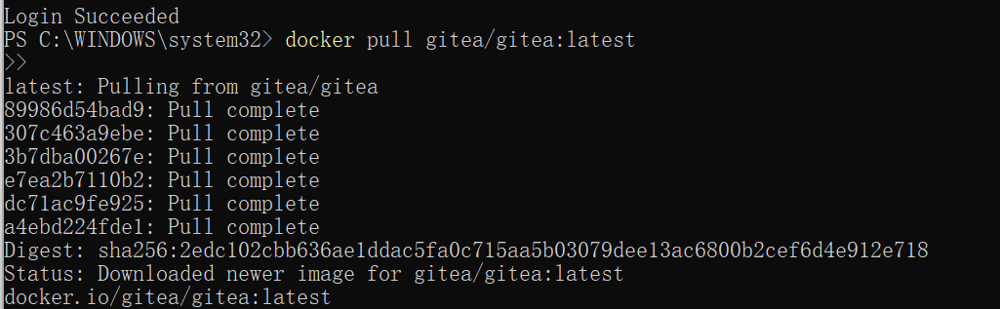 Login Succeeded
PS C:\WINDOWS\system32> docker pull gitea/gitea:latest
>>
latest: Pulling from gitea/gitea
89986d54bad9: Pull complete
307c463a9ebe: Pull complete
3b7dba00267e: Pull complete
e7ea2b7110b2: Pull complete
dc71ac9fe925: Pull complete
a4ebd224fde1: Pull complete
Digest: sha256:2edc102cbb636ae1ddac5fa0c715aa5b03079dee13ac6800b2cef6d4e912e718
Status: Downloaded newer image for gitea/gitea:latest
docker.io/gitea/gitea:latest